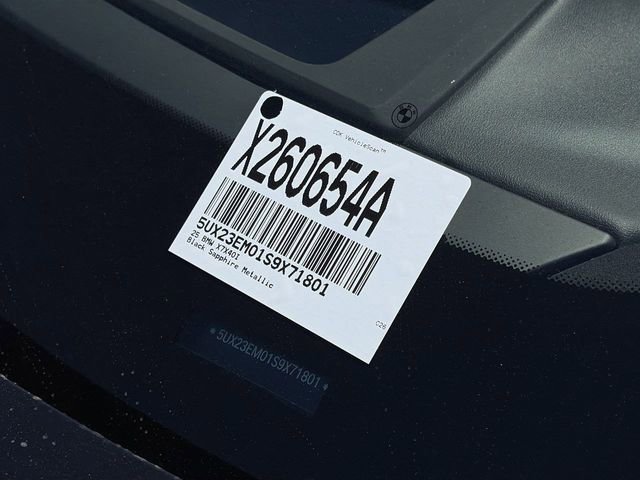 CDK VehicleScan™
X260654A
5UX23EM01S9X71801
25 BMW X7X40I
Black Sapphire Metallic
C26
*5UX23EM01S9X71801*